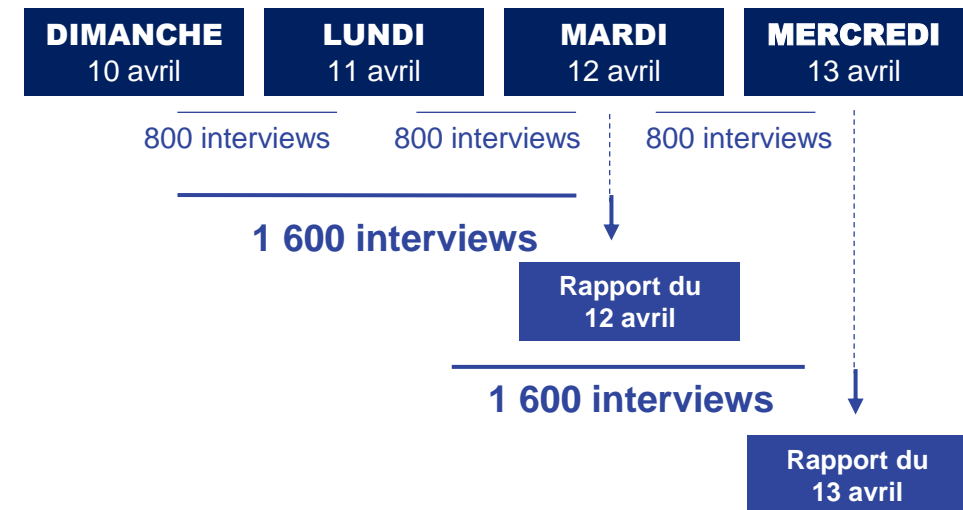 DIMANCHE
10 avril
LUNDI
11 avril
MARDI
12 avril
MERCREDI
13 avril
800 interviews
800 interviews
800 interviews
1 600 interviews
Rapport du
12 avril
1 600 interviews
Rapport du
13 avril